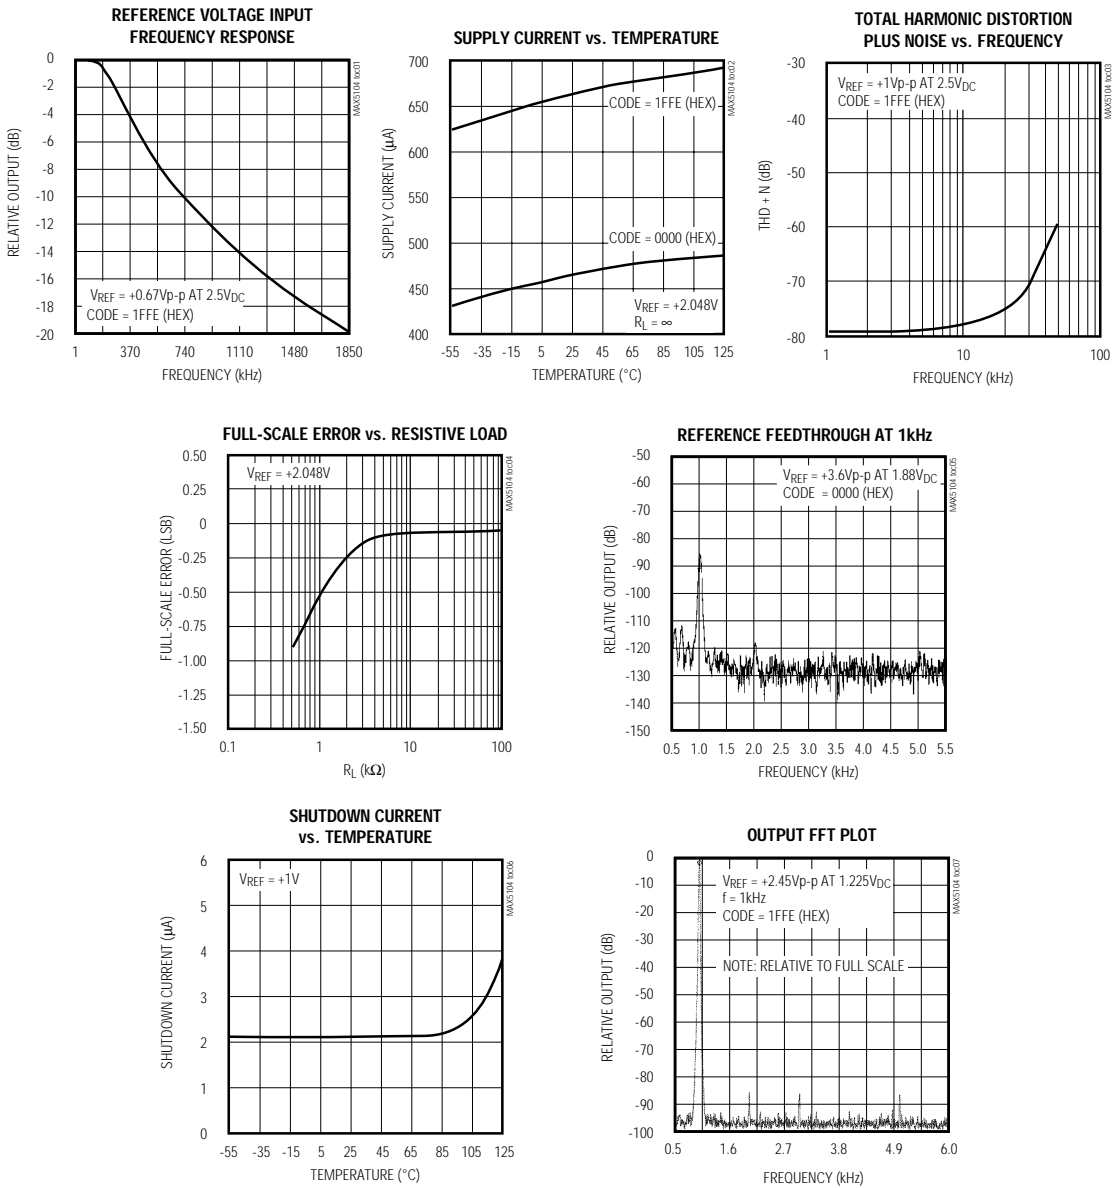 REFERENCE VOLTAGE INPUT
FREQUENCY RESPONSE
0
-2
-4
-6
-8
-10
-12
-14
-16
-18
-20
RELATIVE OUTPUT (dB)
VREF = +0.67Vp-p AT 2.5VDC
CODE = 1FFE (HEX)
1 370 740 1110 1480 1850
FREQUENCY (kHz)
MAX5104 toc01
SUPPLY CURRENT vs. TEMPERATURE
700
650
600
550
500
450
400
SUPPLY CURRENT (µA)
CODE = 1FFE (HEX)
CODE = 0000 (HEX)
VREF = +2.048V
RL = ∞
-55 -35 -15 5 25 45 65 85 105 125
TEMPERATURE (°C)
MAX5104 toc02
TOTAL HARMONIC DISTORTION
PLUS NOISE vs. FREQUENCY
-30
-40
-50
-60
-70
-80
THD + N (dB)
VREF = +1Vp-p AT 2.5VDC
CODE = 1FFE (HEX)
1 10 100
FREQUENCY (kHz)
MAX5104 toc03
FULL-SCALE ERROR vs. RESISTIVE LOAD
0.50
0.25
0
-0.25
-0.50
-0.75
-1.00
-1.25
-1.50
FULL-SCALE ERROR (LSB)
VREF = +2.048V
0.1 1 10 100
RL (kΩ)
MAX5104 toc04
REFERENCE FEEDTHROUGH AT 1kHz
-50
-60
-70
-80
-90
-100
-110
-120
-130
-140
-150
RELATIVE OUTPUT (dB)
VREF = +3.6Vp-p AT 1.88VDC
CODE = 0000 (HEX)
0.5 1.0 1.5 2.0 2.5 3.0 3.5 4.0 4.5 5.0 5.5
FREQUENCY (kHz)
MAX5104 toc05
SHUTDOWN CURRENT
vs. TEMPERATURE
6
5
4
3
2
1
0
SHUTDOWN CURRENT (µA)
VREF = +1V
-55 -35 -15 5 25 45 65 85 105 125
TEMPERATURE (°C)
MAX5104 toc06
OUTPUT FFT PLOT
0
-10
-20
-30
-40
-50
-60
-70
-80
-90
-100
RELATIVE OUTPUT (dB)
VREF = +2.45Vp-p AT 1.225VDC
f = 1kHz
CODE = 1FFE (HEX)
NOTE: RELATIVE TO FULL SCALE
0.5 1.6 2.7 3.8 4.9 6.0
FREQUENCY (kHz)
MAX5104 toc07